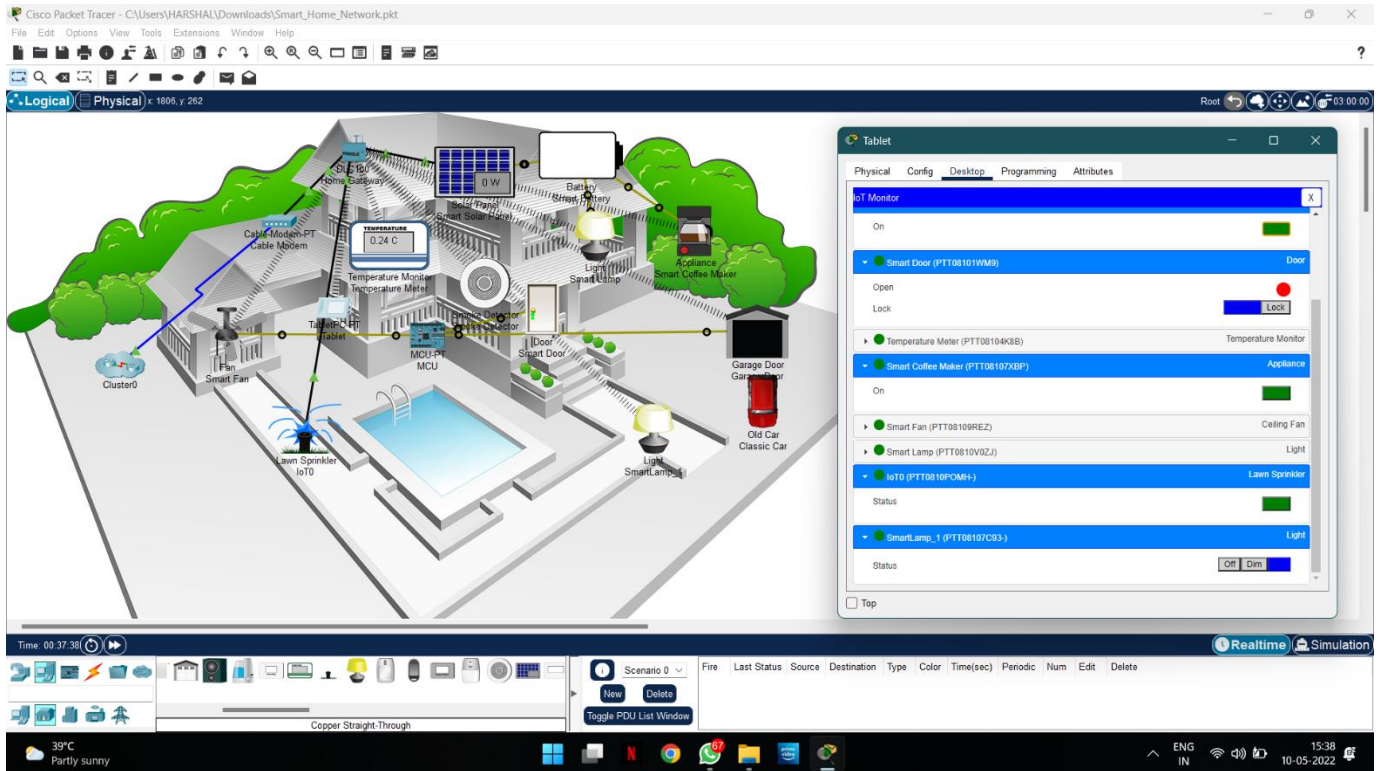 Cisco Packet Tracer - C:\Users\HARSHAL\Downloads\Smart_Home_Network.pkt
File Edit Options View Tools Extensions Window Help
?
Logical Physical x: 1806, y: 262
Root 03:00:00
DLC100
Home Gateway
0 W
Solar Panel
Smart Solar Panel
Battery
Smart Battery
Cable-Modem-PT
Cable Modem
TEMPERATURE
0.24 C
Temperature Monitor
Temperature Meter
Light
Smart Lamp
Appliance
Smart Coffee Maker
Smoke Detector
Smoke Detector
TabletPC-PT
Tablet
MCU-PT
MCU
Door
Smart Door
Garage Door
Garage Door
Cluster0
Fan
Smart Fan
Old Car
Classic Car
Lawn Sprinkler
IoT0
Light
SmartLamp_1
Tablet
Physical Config Desktop Programming Attributes
IoT Monitor X
On
Smart Door (PTT08101WM9) Door
Open
Lock Lock
Temperature Meter (PTT08104K8B) Temperature Monitor
Smart Coffee Maker (PTT08107XBP) Appliance
On
Smart Fan (PTT08109REZ) Ceiling Fan
Smart Lamp (PTT0810V0ZJ) Light
IoT0 (PTT0810POMH-) Lawn Sprinkler
Status
SmartLamp_1 (PTT08107C93-) Light
Status Off Dim
Top
Time: 00:37:38
Realtime Simulation
Scenario 0
New Delete
Toggle PDU List Window
Fire Last Status Source Destination Type Color Time(sec) Periodic Num Edit Delete
Copper Straight-Through
39°C
Partly sunny
N
67
prime
video
ENG
IN
15:38
10-05-2022